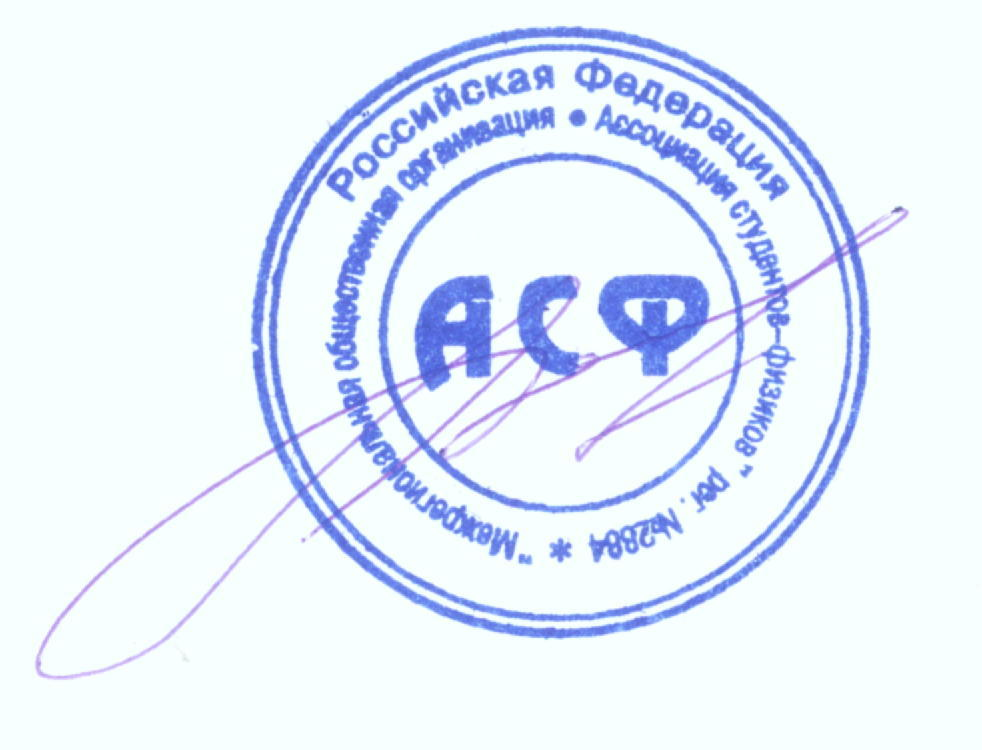 Российская Федерация
"Межрегиональная общественная организация • Ассоциация студентов-физиков" рег. №2884 *
АСФ